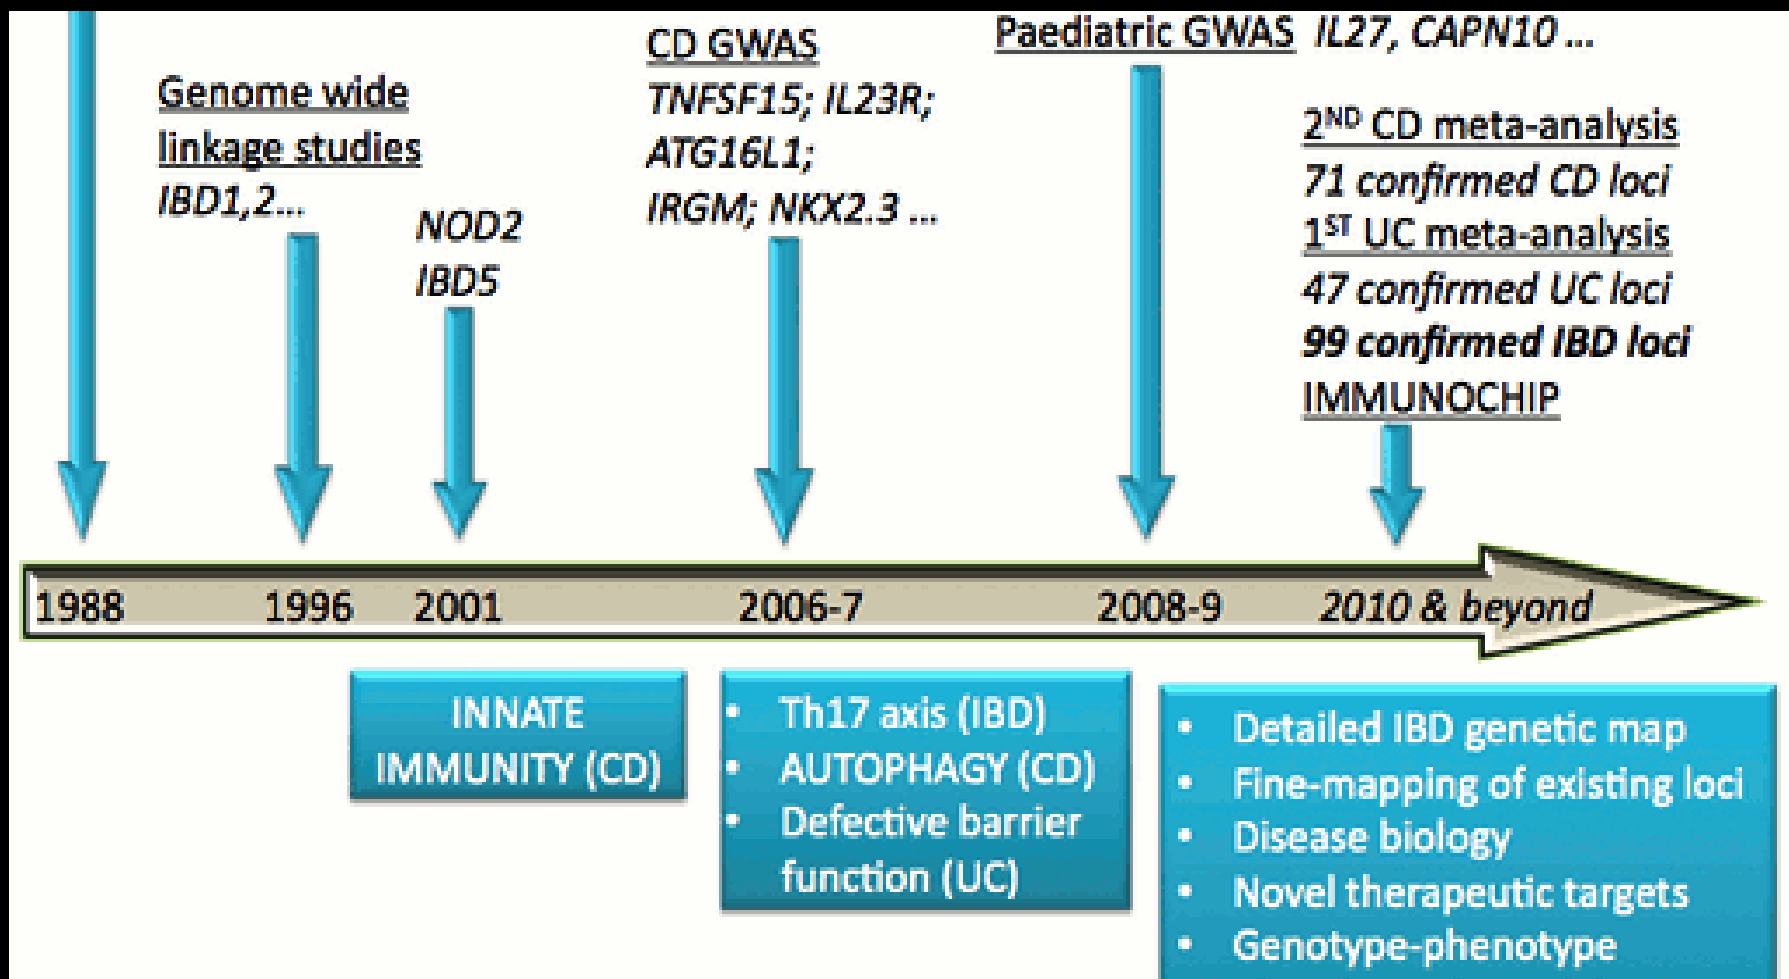 Genome wide
linkage studies
IBD1,2...
NOD2
IBD5
CD GWAS
TNFSF15; IL23R;
ATG16L1;
IRGM; NKX2.3 ...
Paediatric GWAS IL27, CAPN10 ...
2ND CD meta-analysis
71 confirmed CD loci
1ST UC meta-analysis
47 confirmed UC loci
99 confirmed IBD loci
IMMUNOCHIP
1988 1996 2001 2006-7 2008-9 2010 & beyond
INNATE
IMMUNITY (CD)
• Th17 axis (IBD)
• AUTOPHAGY (CD)
• Defective barrier
function (UC)
• Detailed IBD genetic map
• Fine-mapping of existing loci
• Disease biology
• Novel therapeutic targets
• Genotype-phenotype